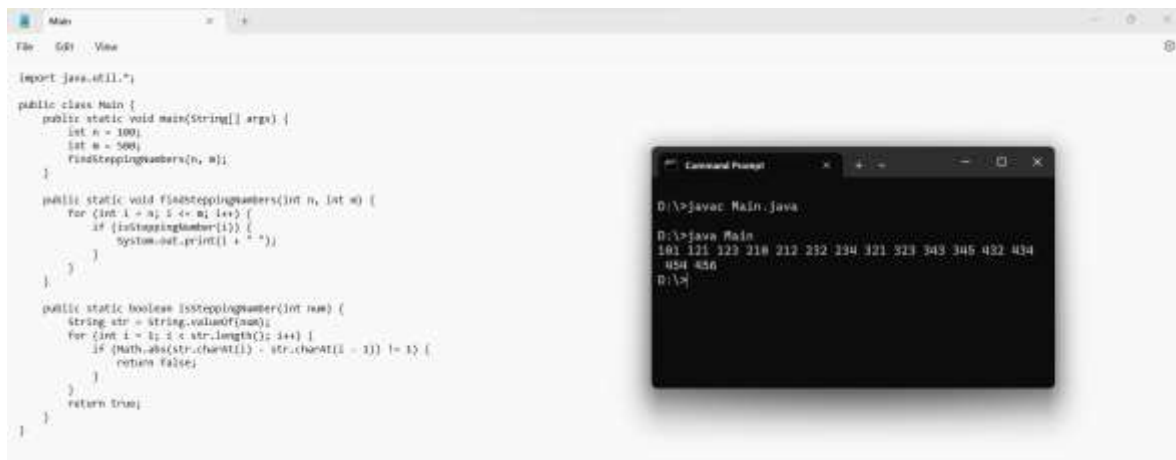 Main
File Edit View
import java.util.*;
public class Main {
public static void main(String[] args) {
int n = 100;
int m = 500;
findSteppingNumbers(n, m);
}
public static void findSteppingNumbers(int n, int m) {
for (int i = n; i <= m; i++) {
if (isSteppingNumber(i)) {
System.out.print(i + " ");
}
}
}
public static boolean isSteppingNumber(int num) {
String str = String.valueOf(num);
for (int i = 1; i < str.length(); i++) {
if (Math.abs(str.charAt(i) - str.charAt(i - 1)) != 1) {
return false;
}
}
return true;
}
}
Command Prompt
D:\>javac Main.java
D:\>java Main
101 121 123 210 212 232 234 321 323 343 345 432 434
454 456
D:\>